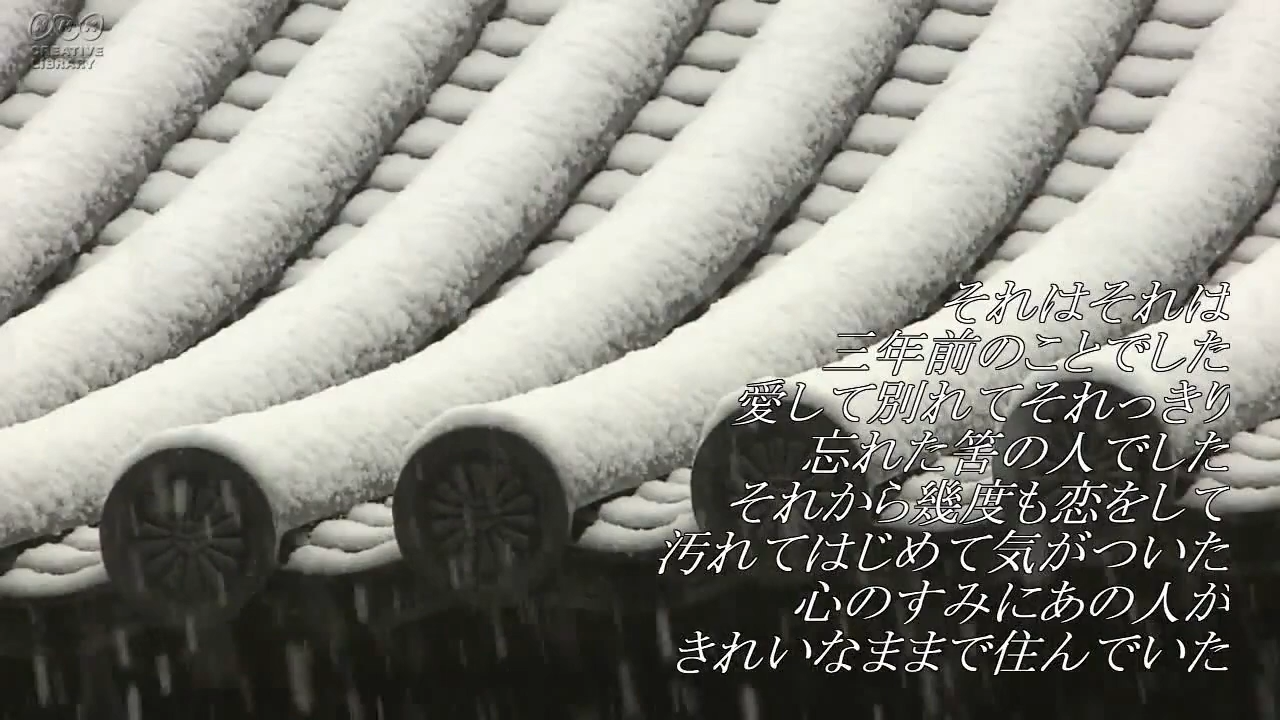 NHK
CREATIVE
LIBRARY
それはそれは
三年前のことでした
愛して別れてそれっきり
忘れた筈の人でした
それから幾度も恋をして
汚れてはじめて気がついた
心のすみにあの人が
きれいなままで住んでいた